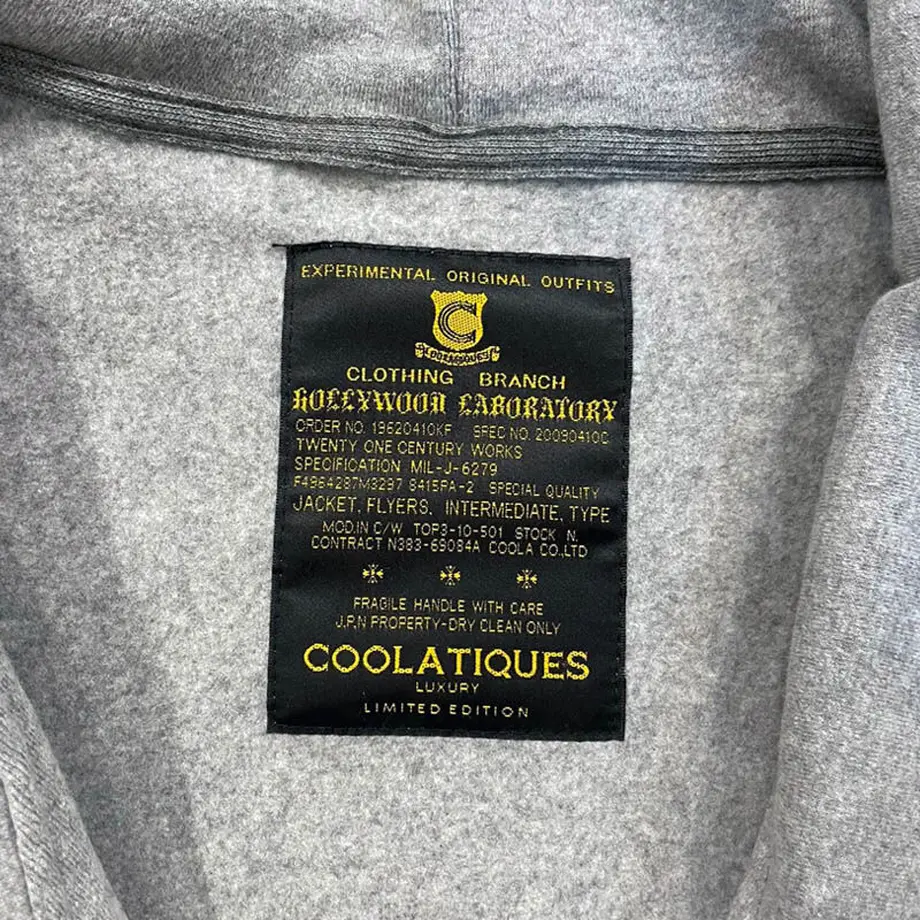 EXPERIMENTAL ORIGINAL OUTFITS
C
COOLATIQUES
CLOTHING BRANCH
HOLLYWOOD LABORATORY
ORDER NO. 19620410KF SPEC NO. 20090410C
TWENTY ONE CENTURY WORKS
SPECIFICATION MIL-J-6279
F4964287M3297 8415PA-2 SPECIAL QUALITY
JACKET, FLYERS, INTERMEDIATE, TYPE
MOD.IN C/W TOP3-10-501 STOCK N.
CONTRACT N383-69084A COOLA CO.,LTD
FRAGILE HANDLE WITH CARE
J.P.N PROPERTY-DRY CLEAN ONLY
COOLATIQUES
LUXURY
LIMITED EDITION